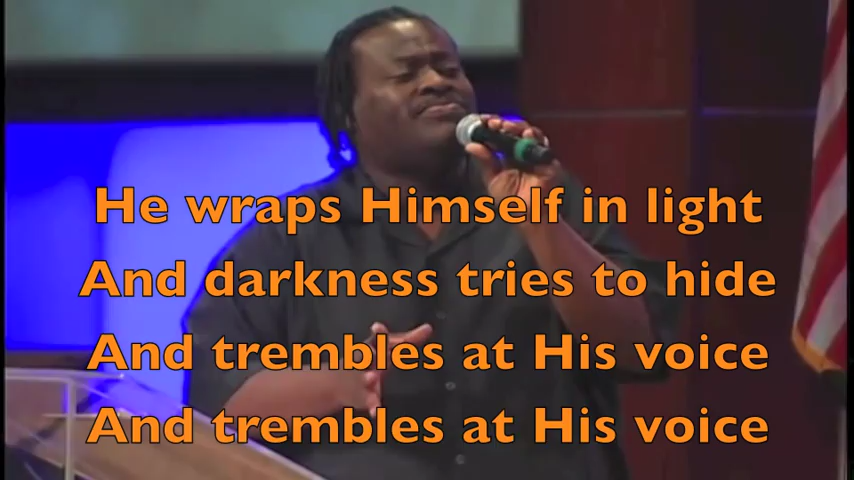 He wraps Himself in light
And darkness tries to hide
And trembles at His voice
And trembles at His voice